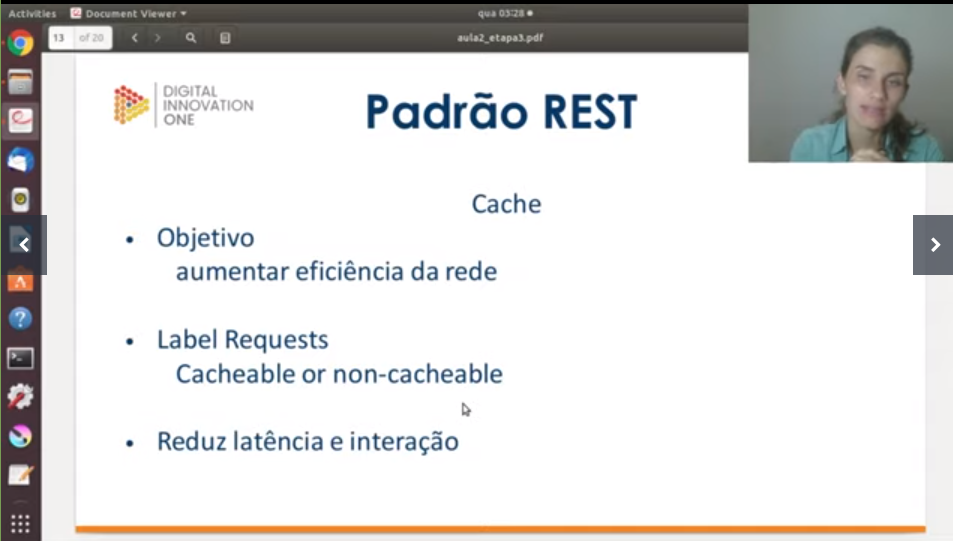 Activities Document Viewer qua 03:28
13 of 20 aula2_etapa3.pdf
DIGITAL
INNOVATION
ONE
Padrão REST
Cache
• Objetivo
aumentar eficiência da rede
• Label Requests
Cacheable or non-cacheable
• Reduz latência e interação